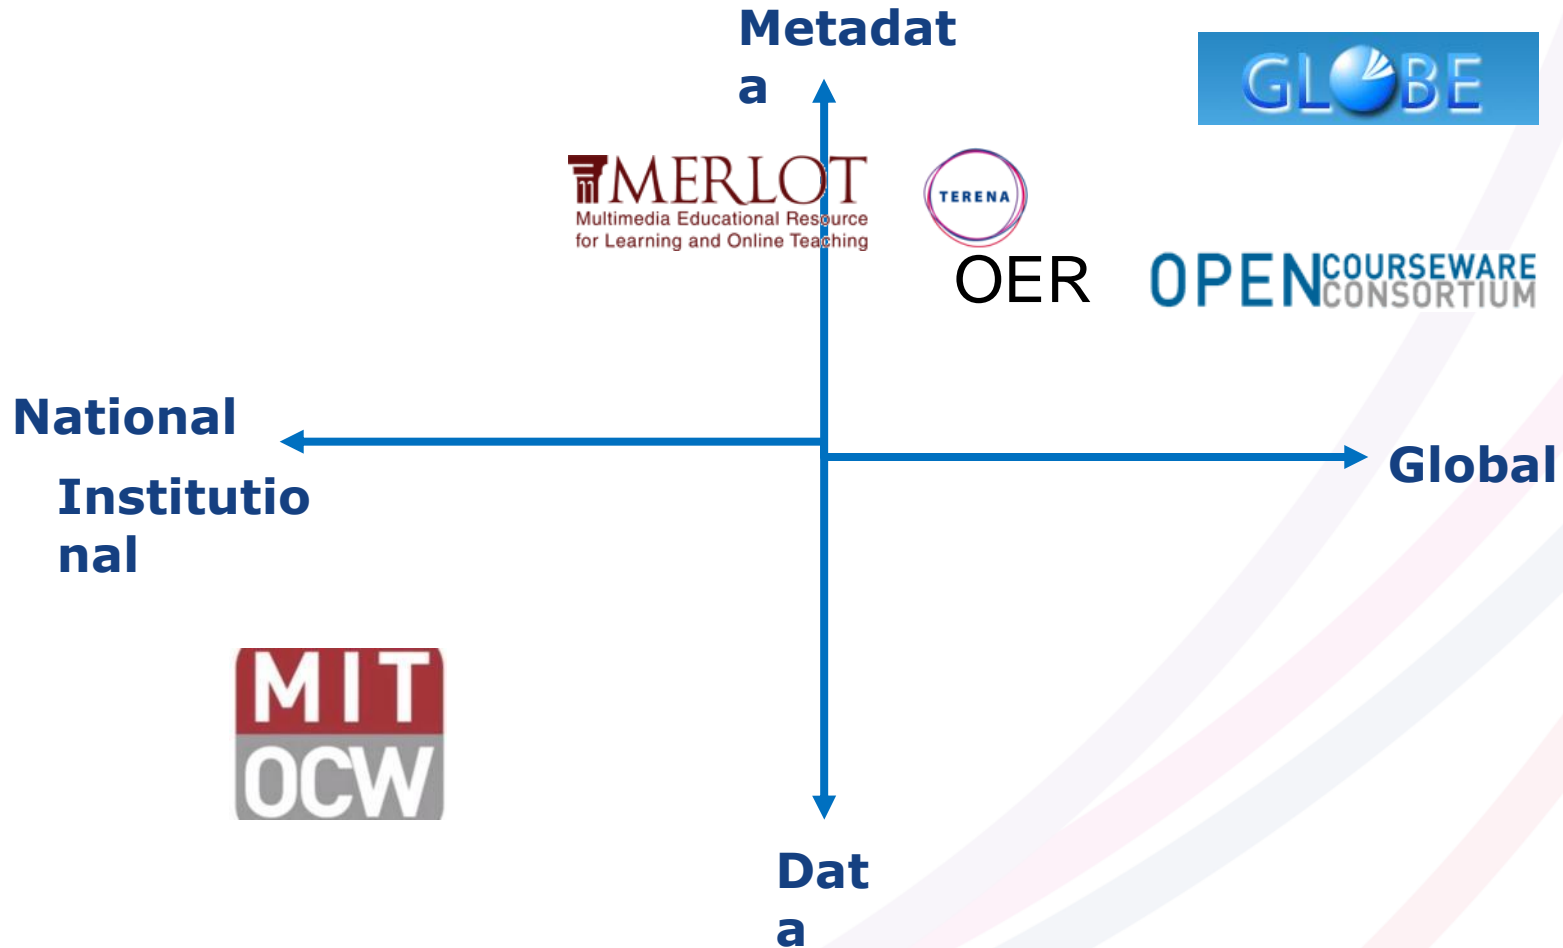 Metadat
a
GLOBE
MERLOT
Multimedia Educational Resource
for Learning and Online Teaching
TERENA
OER
OPEN COURSEWARE
CONSORTIUM
National
Global
Institutio
nal
MIT
OCW
Dat
a